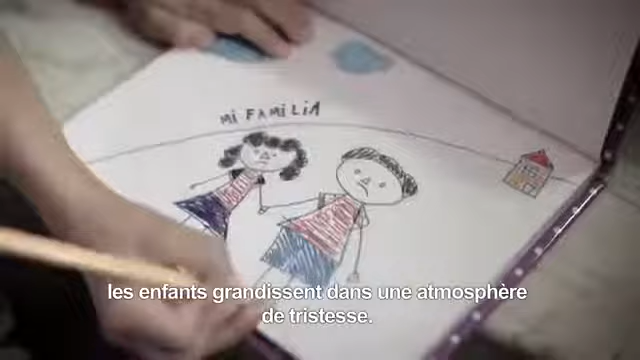 MI FAMILIA
les enfants grandissent dans une atmosphère
de tristesse.